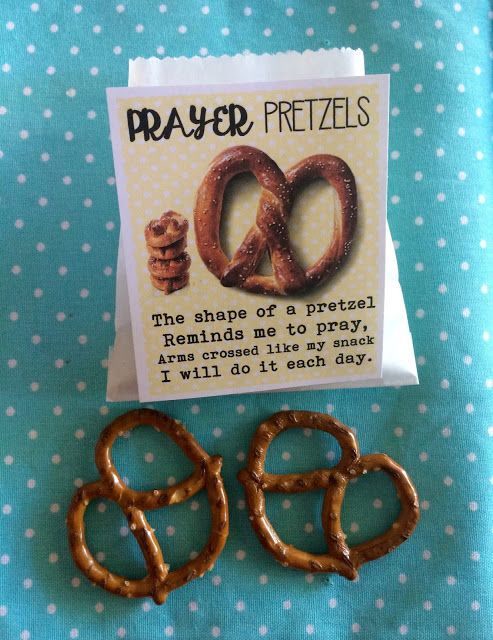 PRAYER PRETZELS
The shape of a pretzel
Reminds me to pray,
Arms crossed like my snack
I will do it each day.